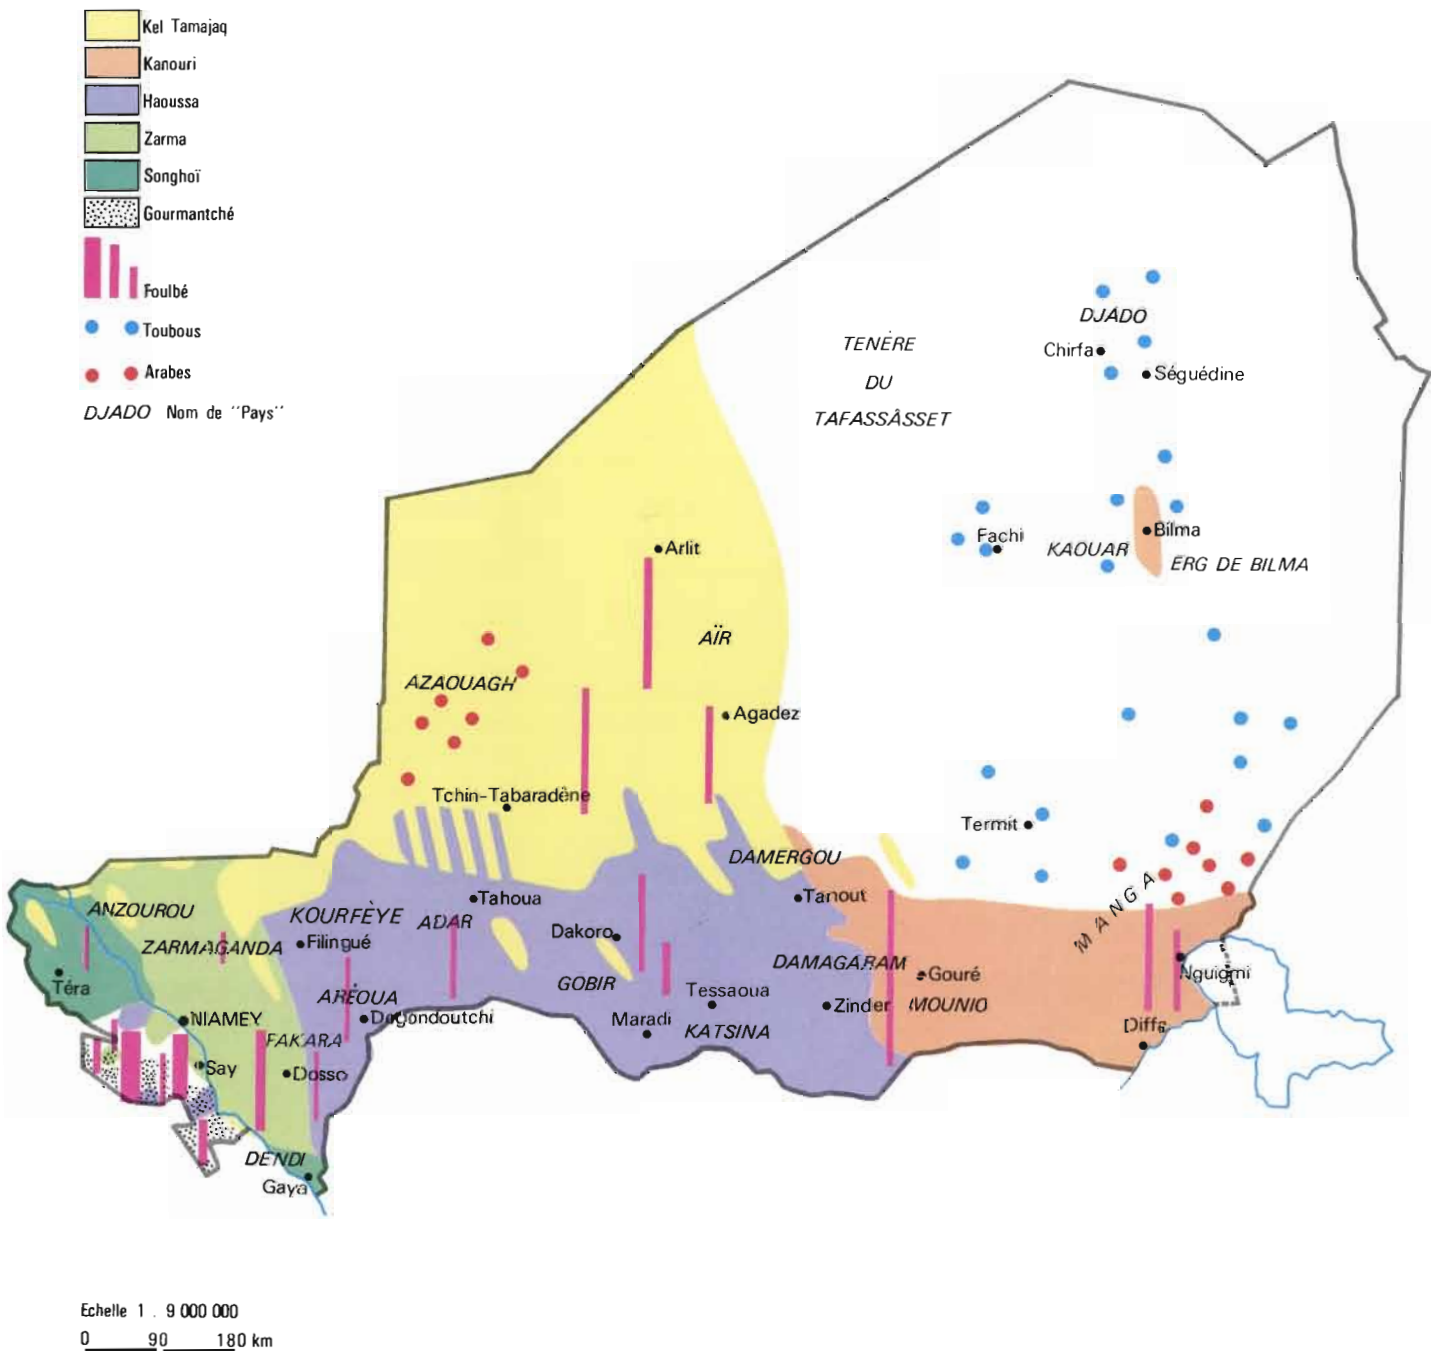 Kel Tamajaq
Kanouri
Haoussa
Zarma
Songhoï
Gourmantché
Foulbé
Toubous
Arabes
DJADO Nom de "Pays"
DJADO
Chirfa
Séguédine
TENÈRE
DU
TAFASSÂSSET
Fachi
KAOUAR
Bilma
ERG DE BILMA
Arlit
AÏR
AZAOUAGH
Agadez
Tchin-Tabaradène
Termit
DAMERGOU
Tanout
MANGA
Tahoua
KOURFÈYE
ADAR
ANZOUROU
ZARMAGANDA
Filingué
Dakoro
DAMAGARAM
Gouré
Nguigmi
Téra
ARÉOUA
GOBIR
Tessaoua
Zinder
MOUNIO
NIAMEY
Dogondoutchi
Maradi
KATSINA
Diffa
FAKARA
Say
Dosso
DENDI
Gaya
Echelle 1 . 9 000 000
0 90 180 km